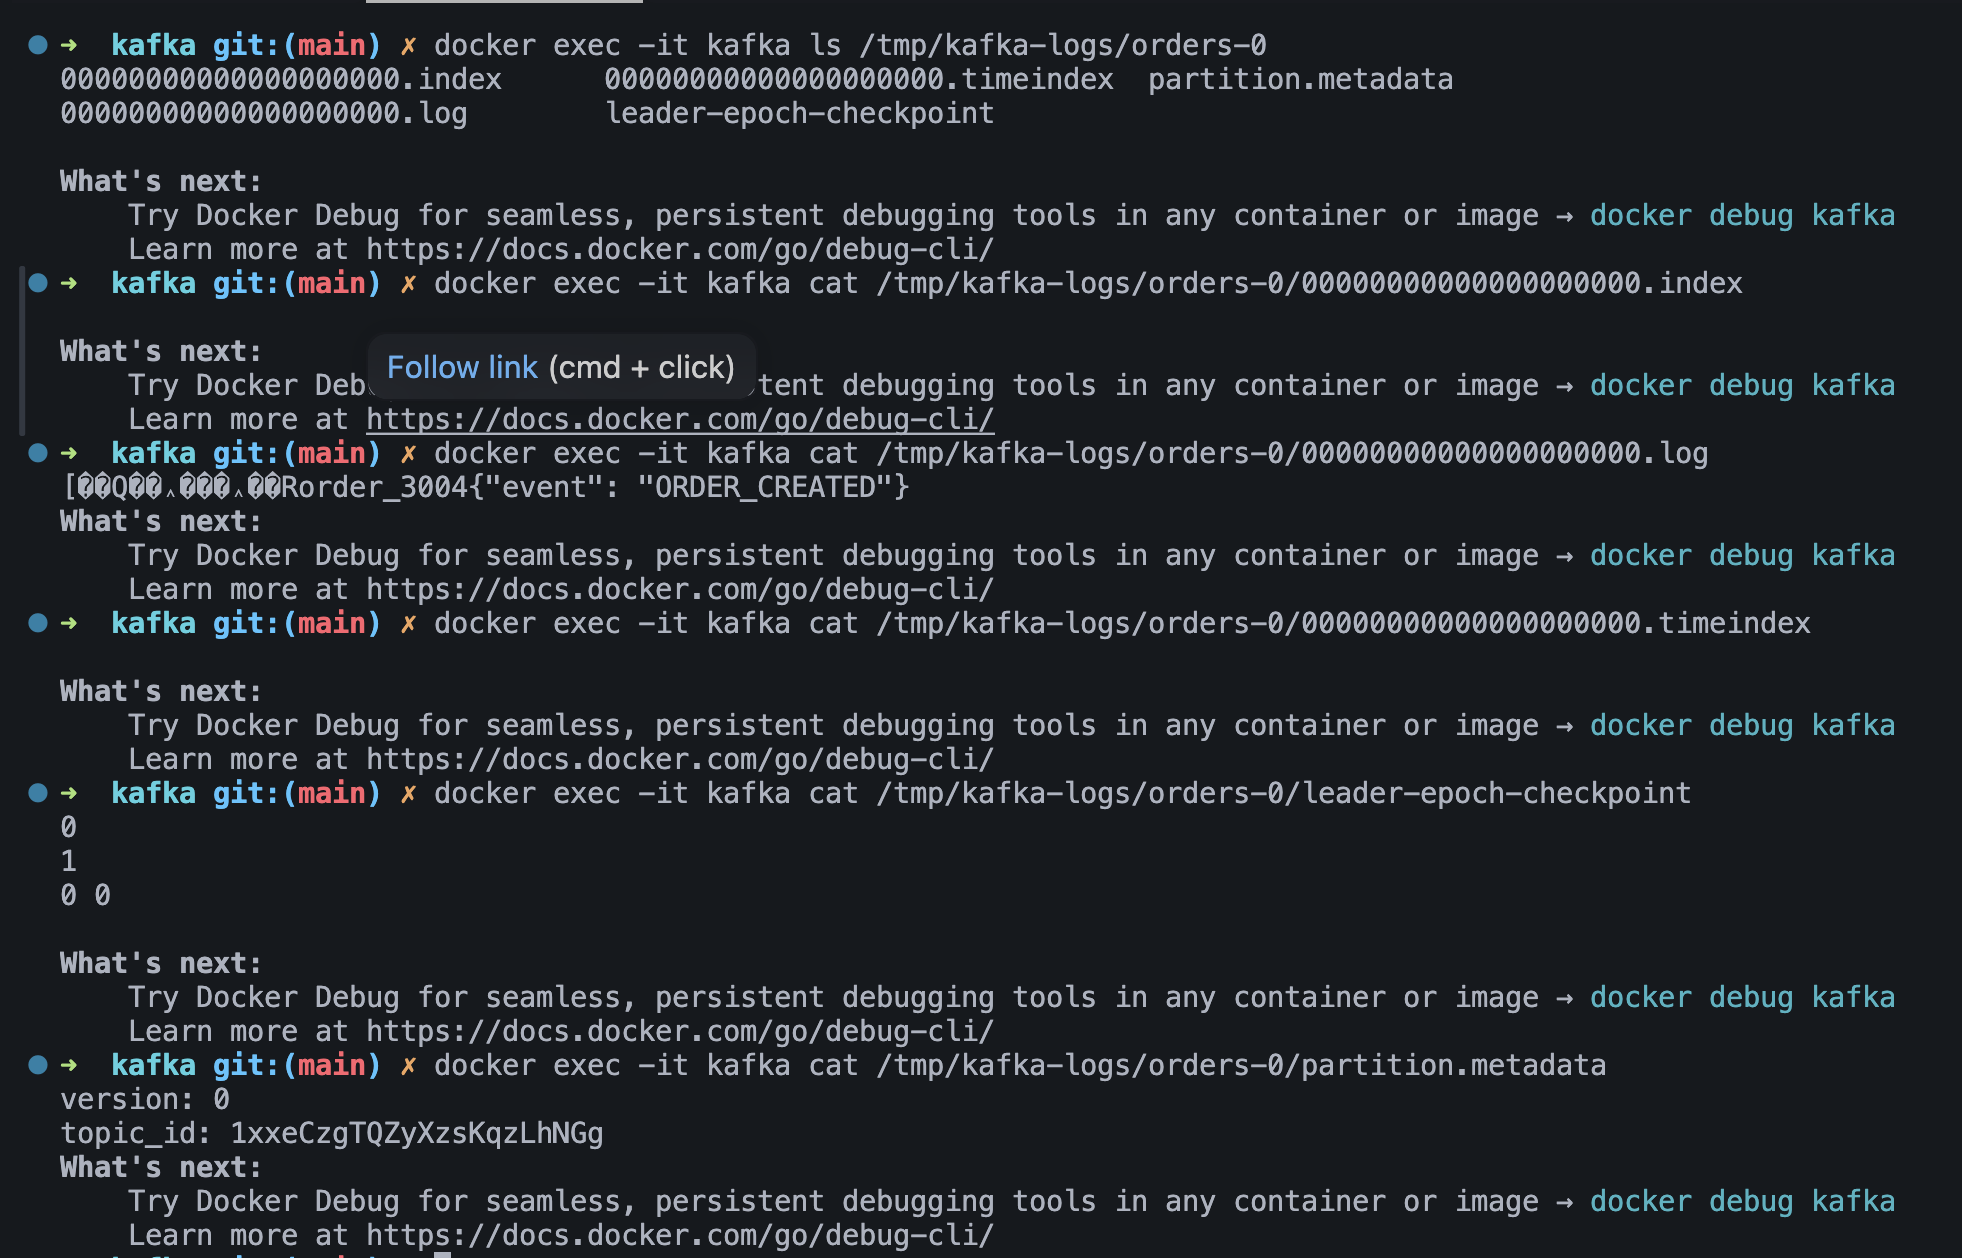 ➜  kafka git:(main) ✗ docker exec -it kafka ls /tmp/kafka-logs/orders-0
00000000000000000000.index      00000000000000000000.timeindex  partition.metadata
00000000000000000000.log        leader-epoch-checkpoint
What's next:
    Try Docker Debug for seamless, persistent debugging tools in any container or image → docker debug kafka
    Learn more at https://docs.docker.com/go/debug-cli/
➜  kafka git:(main) ✗ docker exec -it kafka cat /tmp/kafka-logs/orders-0/00000000000000000000.index
What's next:
Follow link (cmd + click)
    Try Docker Deb tent debugging tools in any container or image → docker debug kafka
    Learn more at https://docs.docker.com/go/debug-cli/
➜  kafka git:(main) ✗ docker exec -it kafka cat /tmp/kafka-logs/orders-0/00000000000000000000.log
[��Q��‸���‸��Rorder_3004{"event": "ORDER_CREATED"}
What's next:
    Try Docker Debug for seamless, persistent debugging tools in any container or image → docker debug kafka
    Learn more at https://docs.docker.com/go/debug-cli/
➜  kafka git:(main) ✗ docker exec -it kafka cat /tmp/kafka-logs/orders-0/00000000000000000000.timeindex
What's next:
    Try Docker Debug for seamless, persistent debugging tools in any container or image → docker debug kafka
    Learn more at https://docs.docker.com/go/debug-cli/
➜  kafka git:(main) ✗ docker exec -it kafka cat /tmp/kafka-logs/orders-0/leader-epoch-checkpoint
0
1
0 0
What's next:
    Try Docker Debug for seamless, persistent debugging tools in any container or image → docker debug kafka
    Learn more at https://docs.docker.com/go/debug-cli/
➜  kafka git:(main) ✗ docker exec -it kafka cat /tmp/kafka-logs/orders-0/partition.metadata
version: 0
topic_id: 1xxeCzgTQZyXzsKqzLhNGg
What's next:
    Try Docker Debug for seamless, persistent debugging tools in any container or image → docker debug kafka
    Learn more at https://docs.docker.com/go/debug-cli/